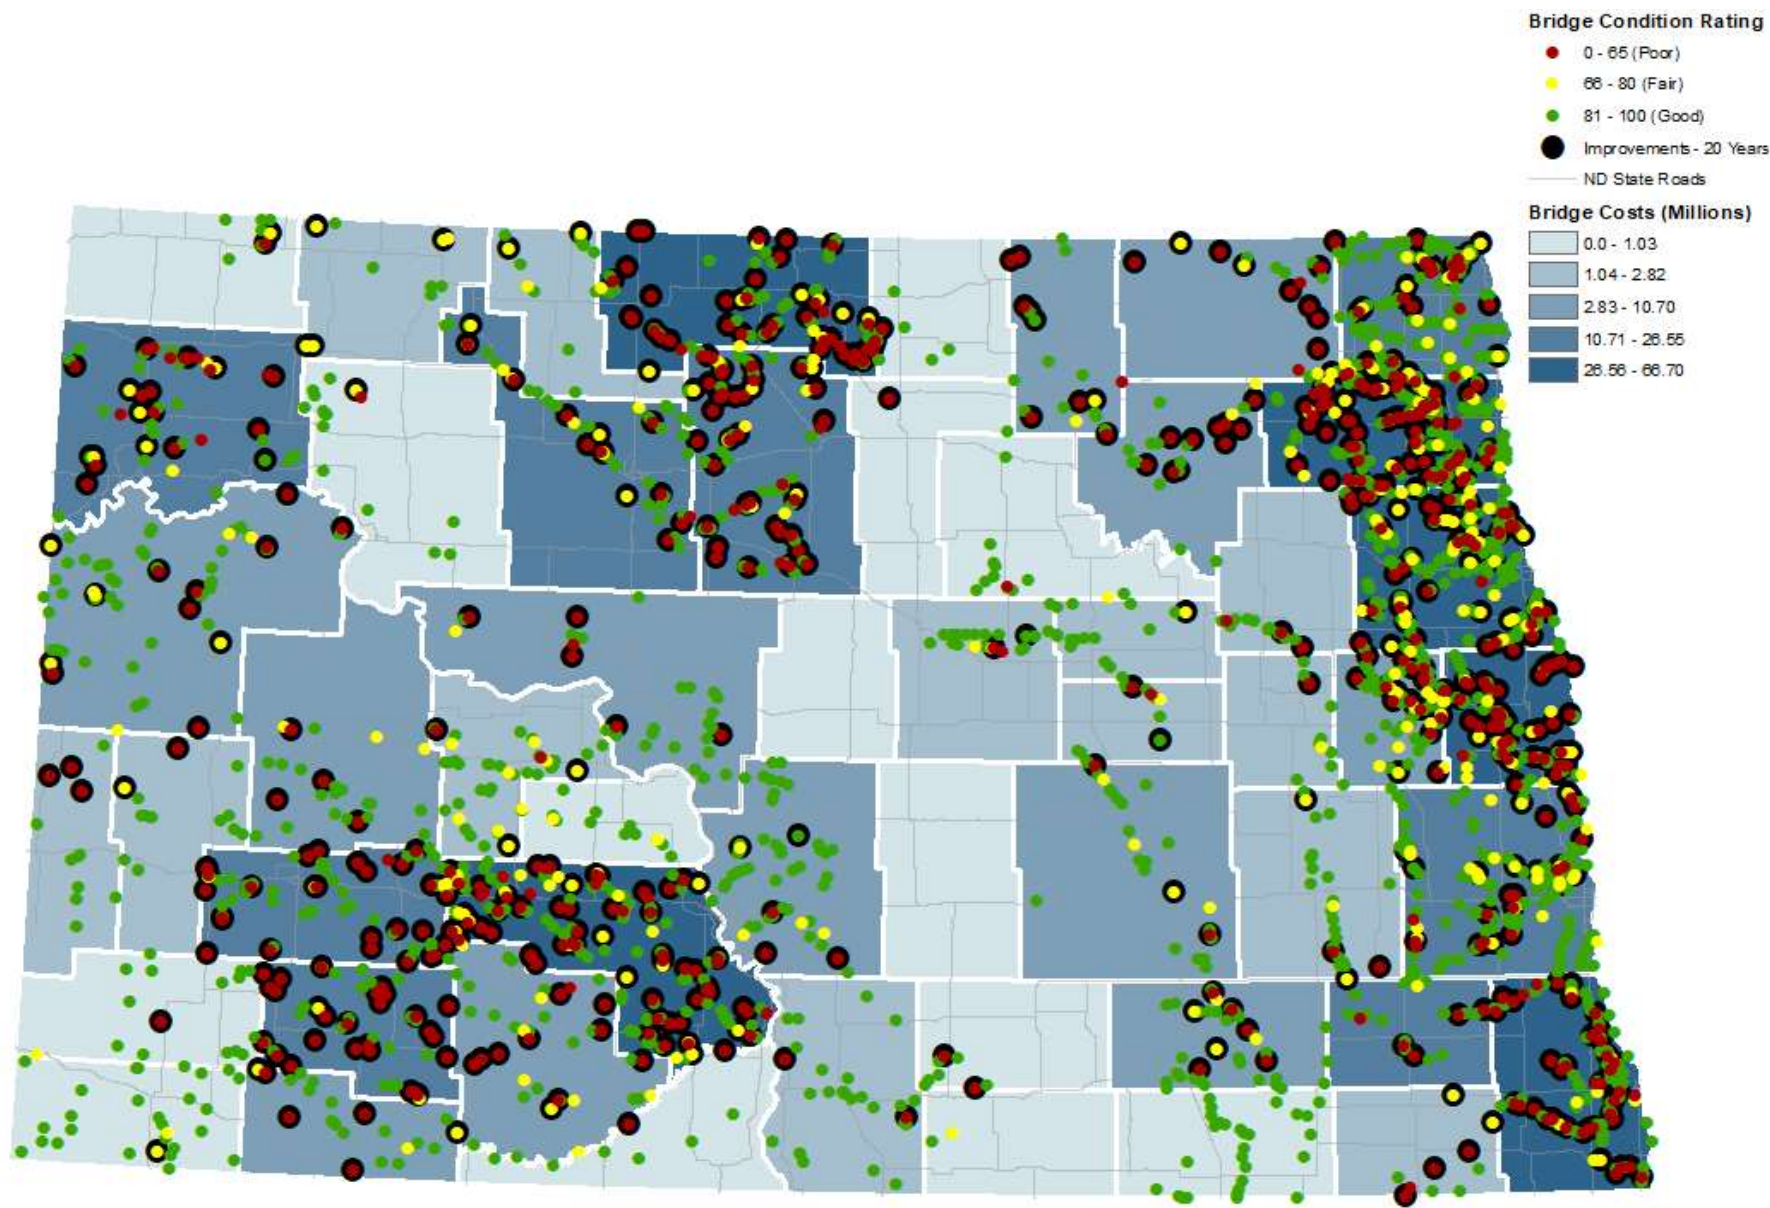 Bridge Condition Rating
0 - 65 (Poor)
66 - 80 (Fair)
81 - 100 (Good)
Improvements - 20 Years
ND State Roads
Bridge Costs (Millions)
0.0 - 1.03
1.04 - 2.82
2.83 - 10.70
10.71 - 26.55
26.56 - 66.70